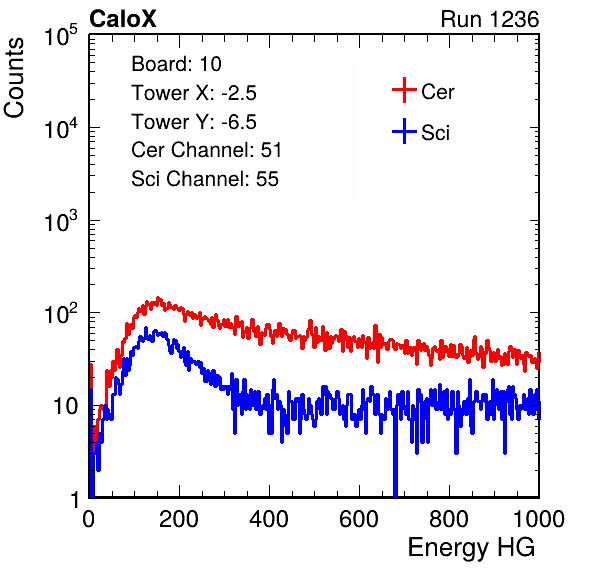 CaloX Run 1236
Counts
10^5
10^4
10^3
10^2
10
1
Board: 10
Tower X: -2.5
Tower Y: -6.5
Cer Channel: 51
Sci Channel: 55
Cer
Sci
0 200 400 600 800 1000
Energy HG